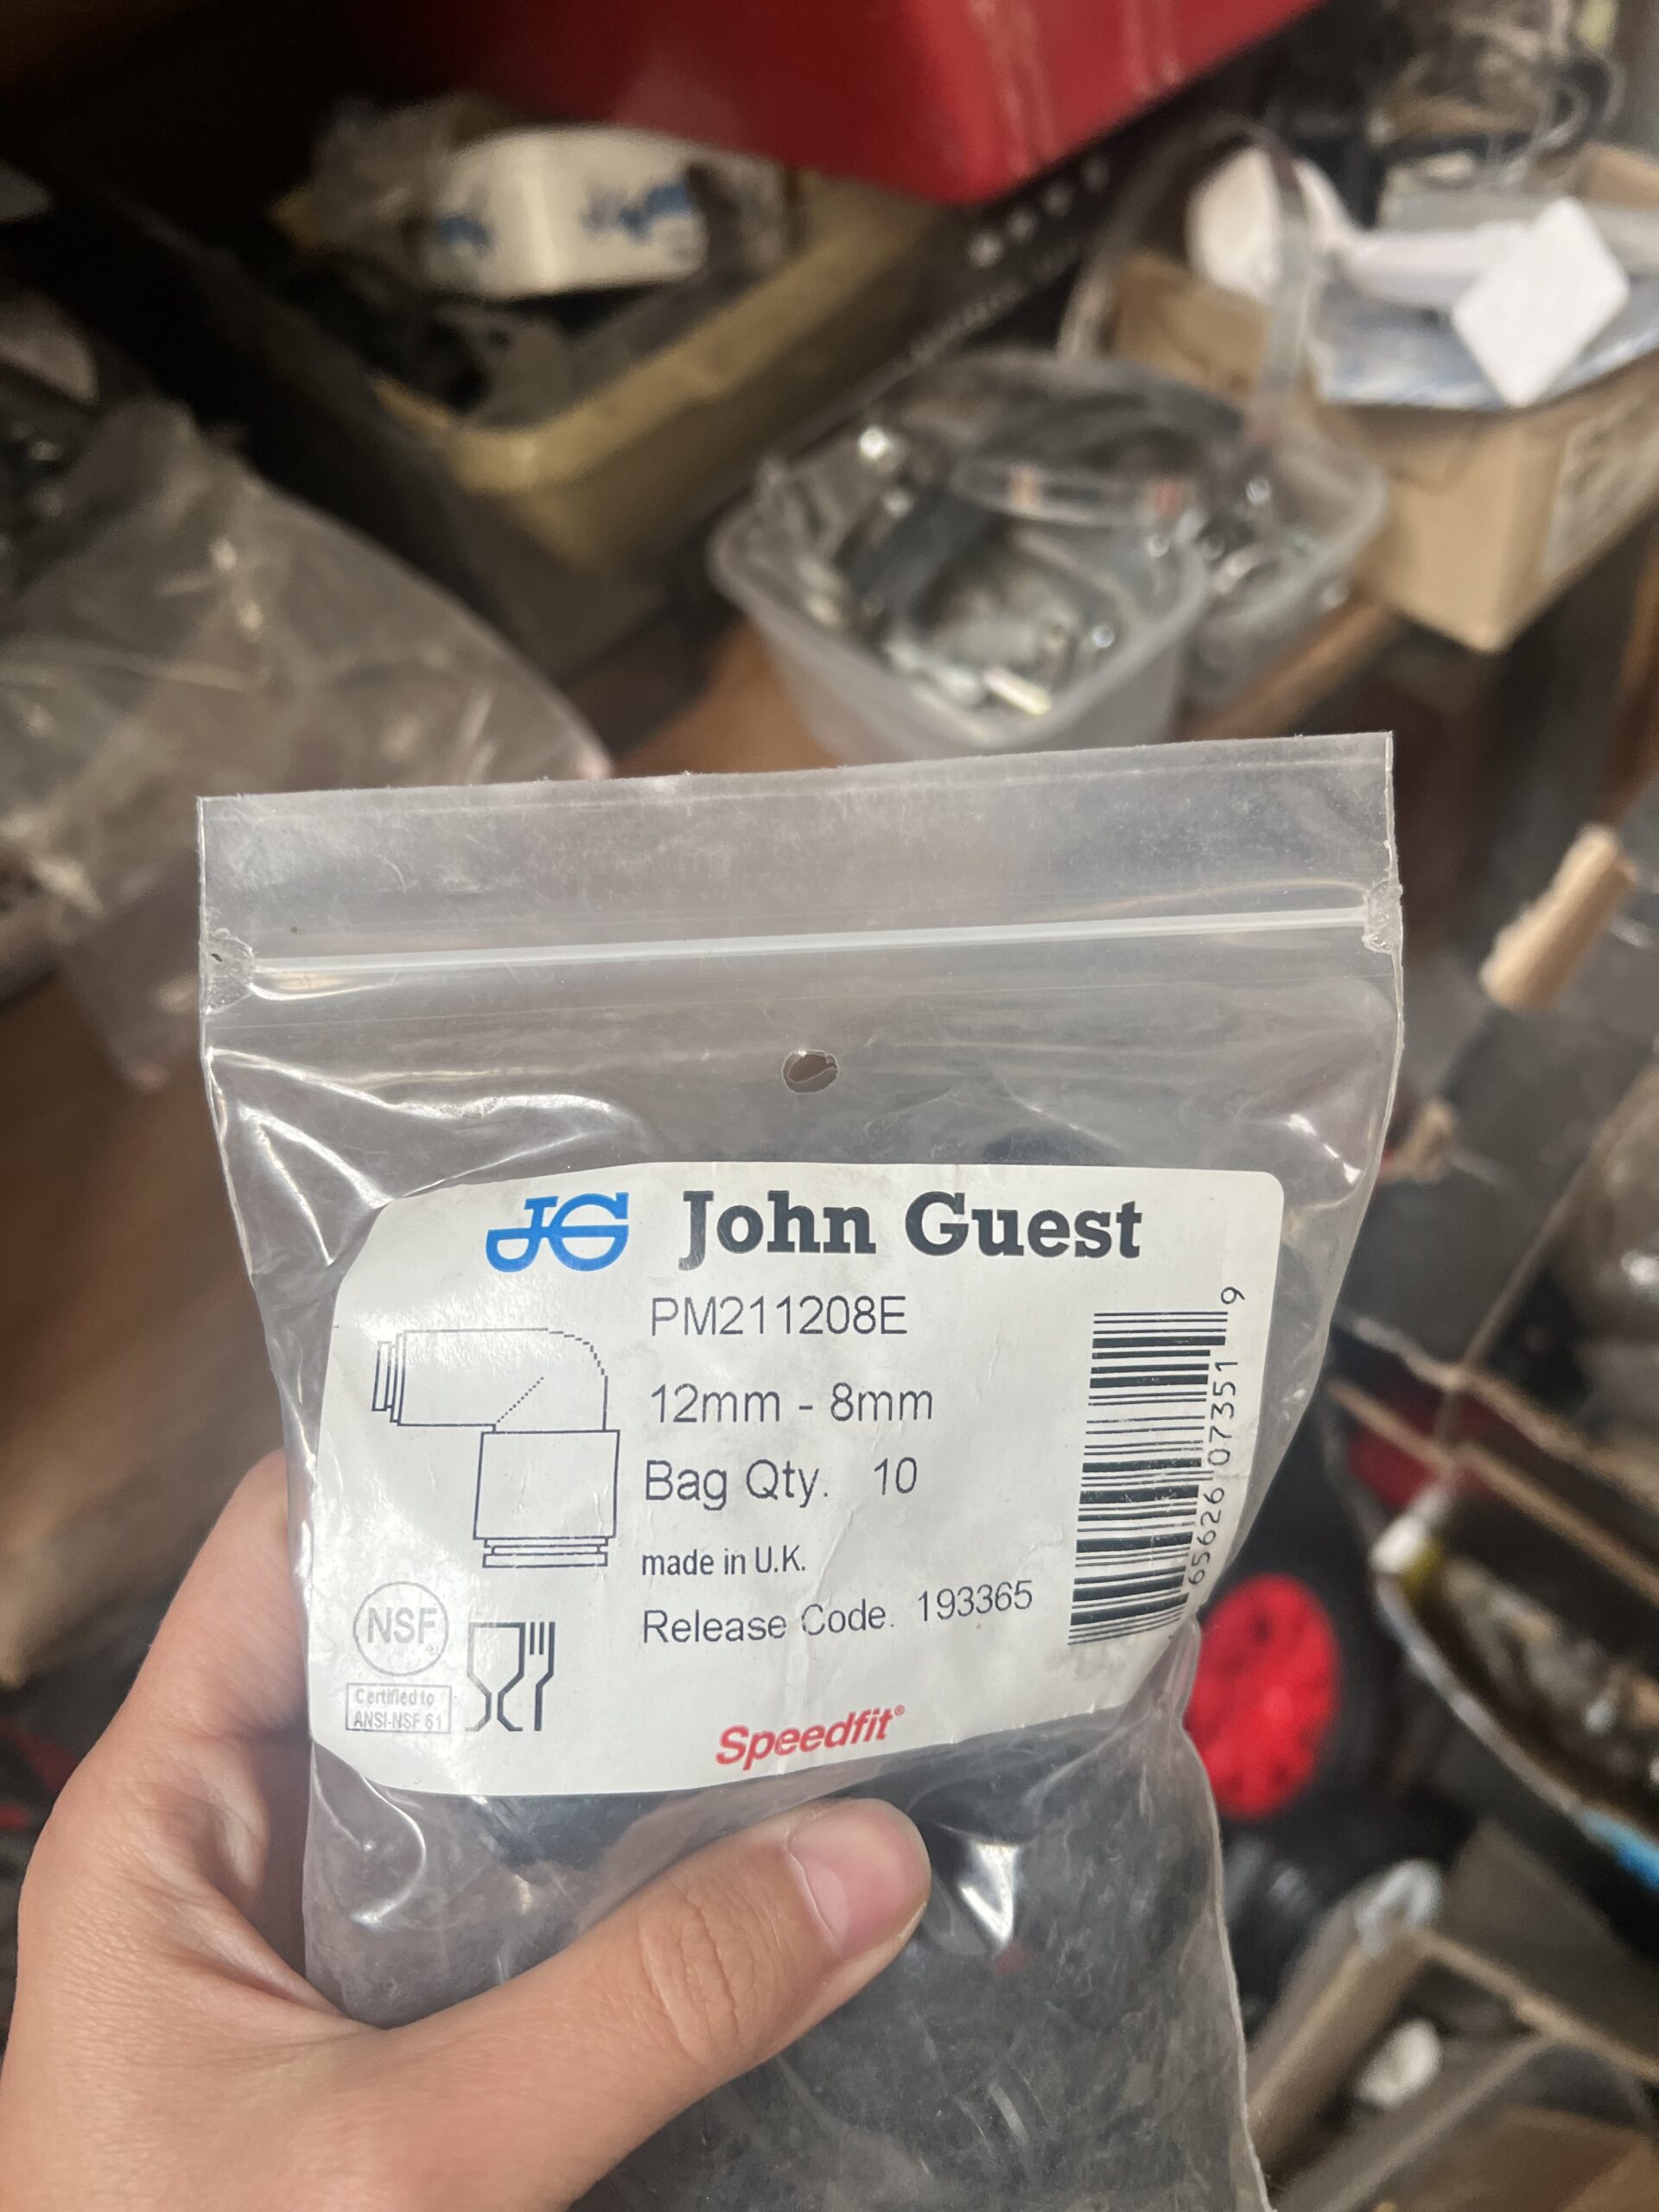 JG John Guest
PM211208E
12mm - 8mm
Bag Qty. 10
made in U.K.
Release Code. 193365
NSF®
Certified to
ANSI-NSF 61
Speedfit®
65626 07351 9